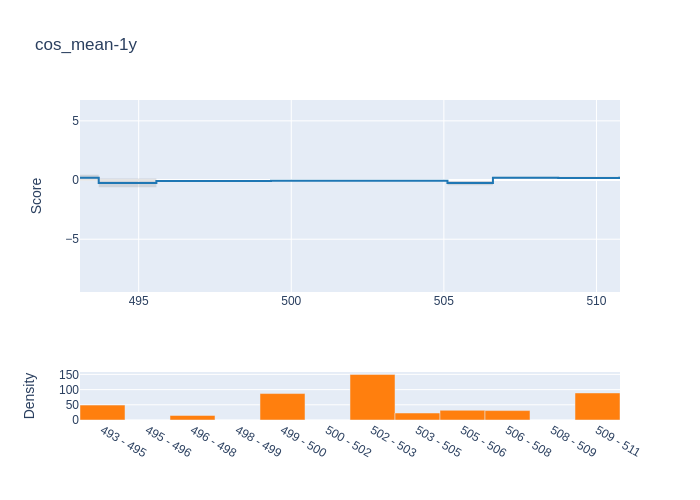 cos_mean-1y
5
0
−5
Score
495
500
505
510
150
100
50
0
Density
493 - 495
495 - 496
496 - 498
498 - 499
499 - 500
500 - 502
502 - 503
503 - 505
505 - 506
506 - 508
508 - 509
509 - 511